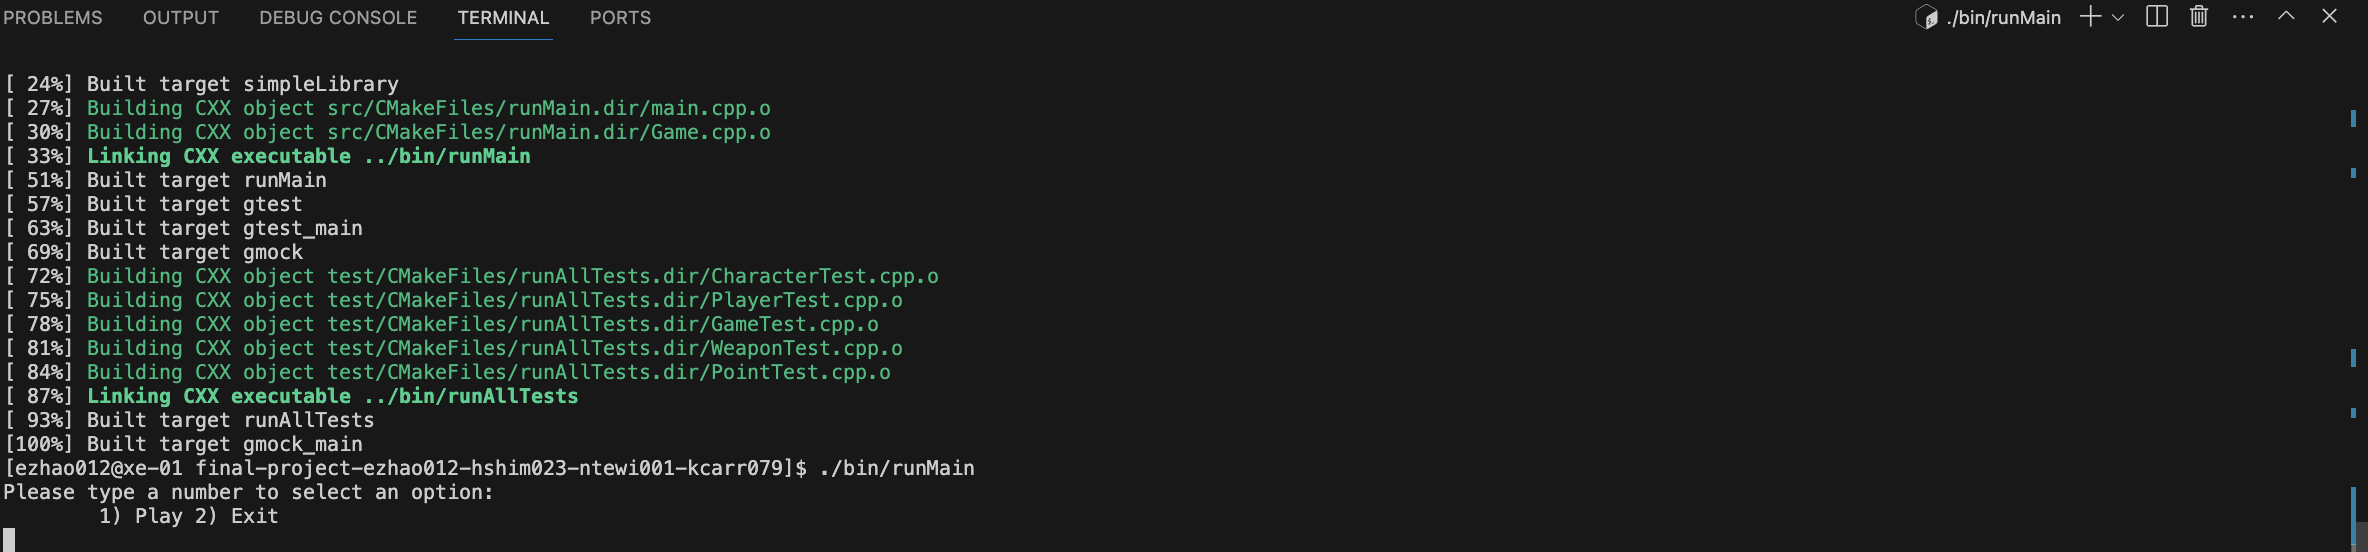 PROBLEMS OUTPUT DEBUG CONSOLE TERMINAL PORTS ./bin/runMain
[ 24%] Built target simpleLibrary
[ 27%] Building CXX object src/CMakeFiles/runMain.dir/main.cpp.o
[ 30%] Building CXX object src/CMakeFiles/runMain.dir/Game.cpp.o
[ 33%] Linking CXX executable ../bin/runMain
[ 51%] Built target runMain
[ 57%] Built target gtest
[ 63%] Built target gtest_main
[ 69%] Built target gmock
[ 72%] Building CXX object test/CMakeFiles/runAllTests.dir/CharacterTest.cpp.o
[ 75%] Building CXX object test/CMakeFiles/runAllTests.dir/PlayerTest.cpp.o
[ 78%] Building CXX object test/CMakeFiles/runAllTests.dir/GameTest.cpp.o
[ 81%] Building CXX object test/CMakeFiles/runAllTests.dir/WeaponTest.cpp.o
[ 84%] Building CXX object test/CMakeFiles/runAllTests.dir/PointTest.cpp.o
[ 87%] Linking CXX executable ../bin/runAllTests
[ 93%] Built target runAllTests
[100%] Built target gmock_main
[ezhao012@xe-01 final-project-ezhao012-hshim023-ntewi001-kcarr079]$ ./bin/runMain
Please type a number to select an option:
1) Play 2) Exit